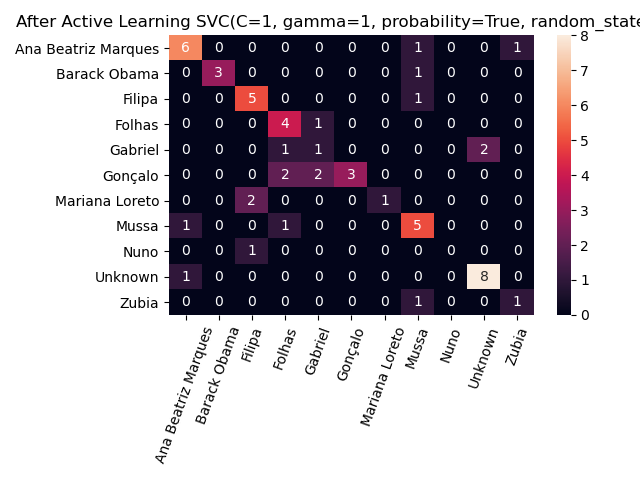 After Active Learning SVC(C=1, gamma=1, probability=True, random_state
Ana Beatriz Marques 6 0 0 0 0 0 0 1 0 0 1
Barack Obama 0 3 0 0 0 0 0 1 0 0 0
Filipa 0 0 5 0 0 0 0 1 0 0 0
Folhas 0 0 0 4 1 0 0 0 0 0 0
Gabriel 0 0 0 1 1 0 0 0 0 2 0
Gonçalo 0 0 0 2 2 3 0 0 0 0 0
Mariana Loreto 0 0 2 0 0 0 1 0 0 0 0
Mussa 1 0 0 1 0 0 0 5 0 0 0
Nuno 0 0 1 0 0 0 0 0 0 0 0
Unknown 1 0 0 0 0 0 0 0 0 8 0
Zubia 0 0 0 0 0 0 0 1 0 0 1
Ana Beatriz Marques
Barack Obama
Filipa
Folhas
Gabriel
Gonçalo
Mariana Loreto
Mussa
Nuno
Unknown
Zubia
8
7
6
5
4
3
2
1
0